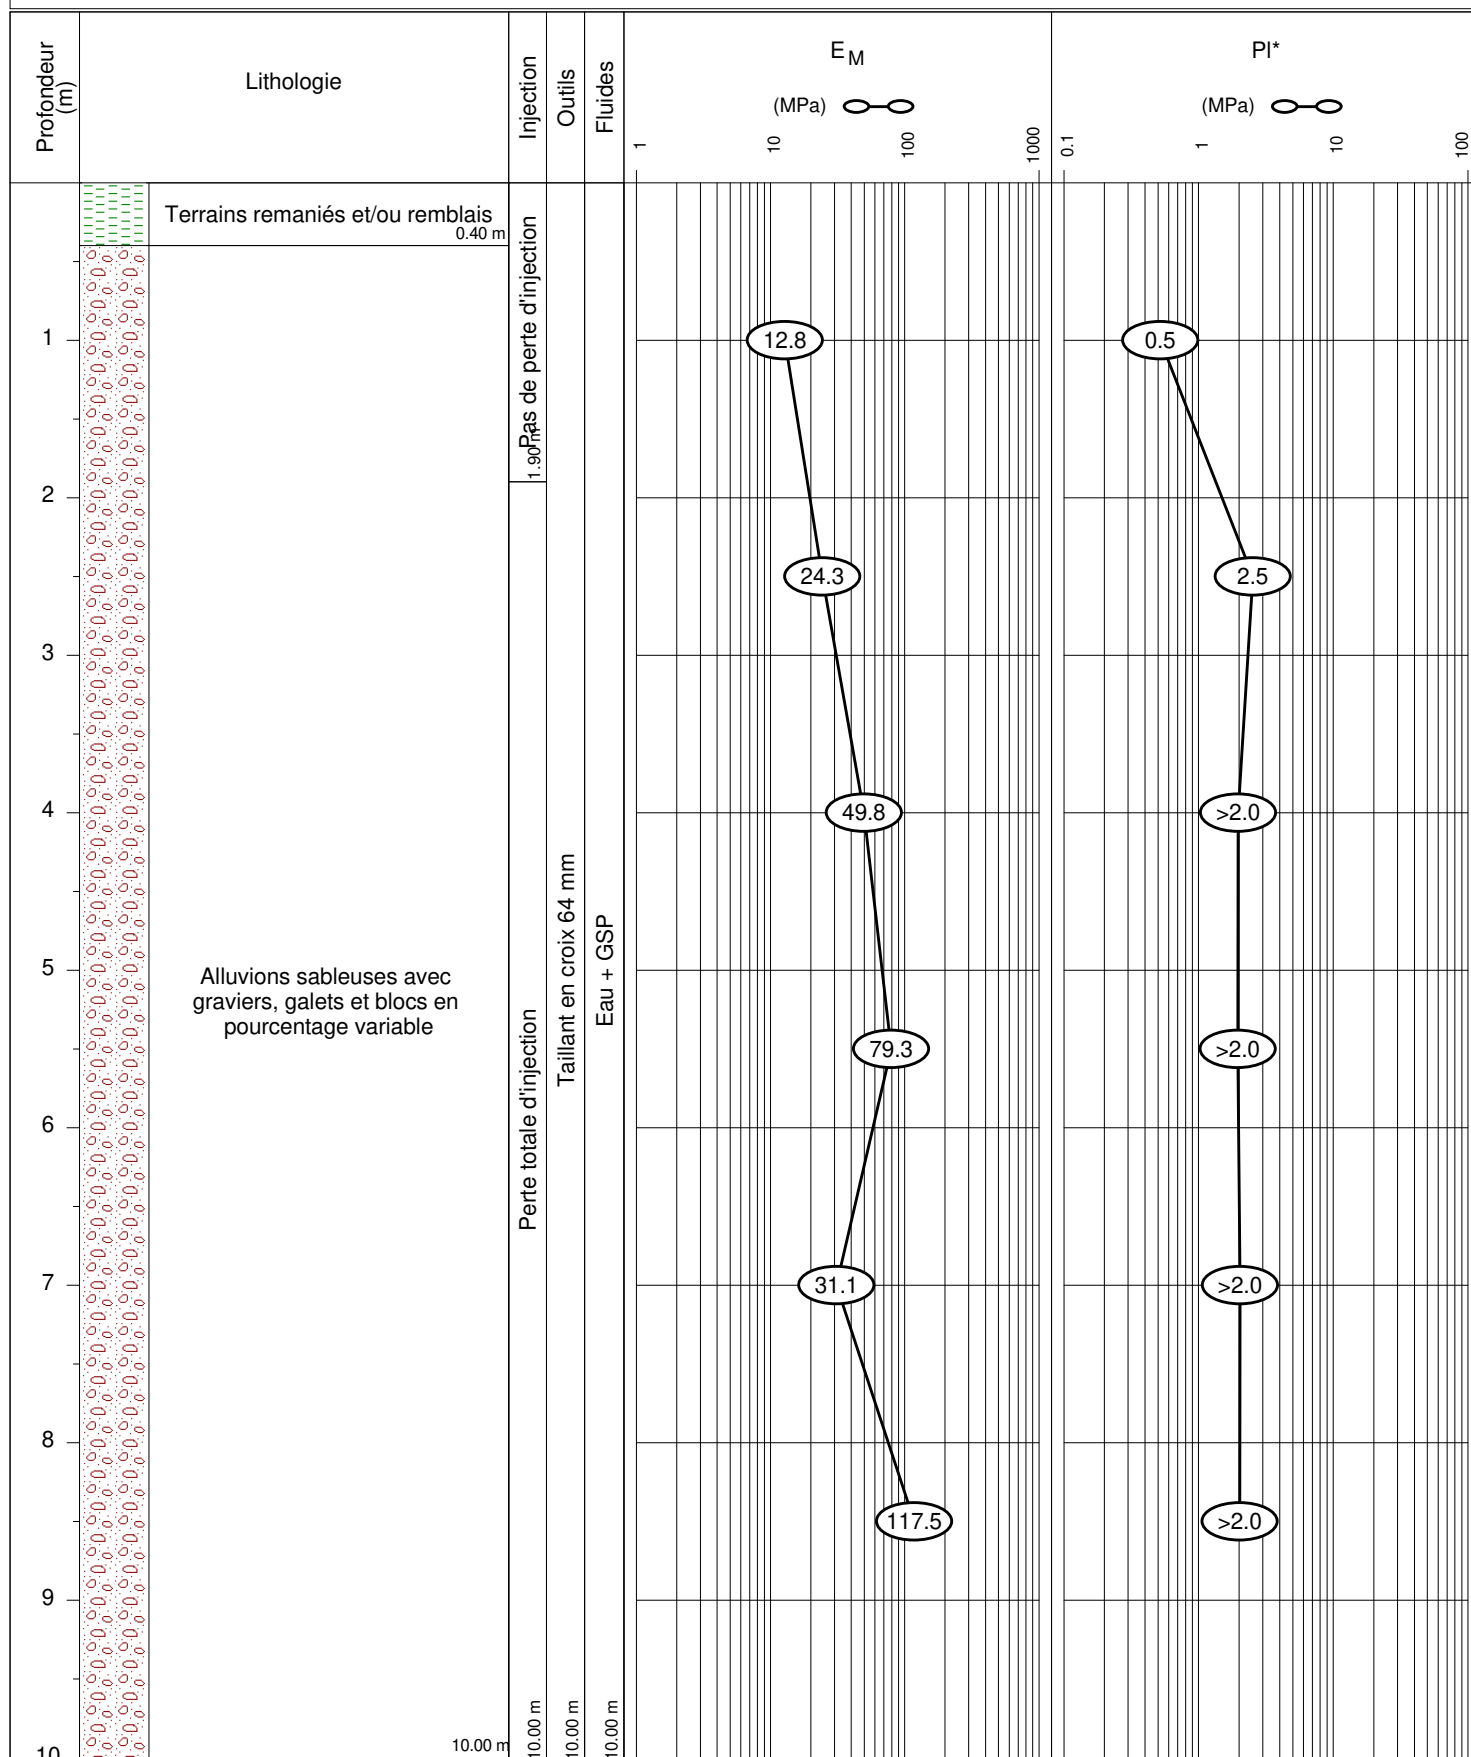 Profondeur
(m)
Lithologie
Injection
Outils
Fluides
E M
(MPa)
1
10
100
1000
Pl*
(MPa)
0.1
1
10
100
Terrains remaniés et/ou remblais
0.40 m
Pas de perte d'injection
1.90 m
1
12.8
0.5
2
24.3
2.5
3
4
49.8
>2.0
5
Alluvions sableuses avec
graviers, galets et blocs en
pourcentage variable
Perte totale d'injection
Taillant en croix 64 mm
Eau + GSP
79.3
>2.0
6
7
31.1
>2.0
8
117.5
>2.0
9
10
10.00 m
10.00 m
10.00 m
10.00 m